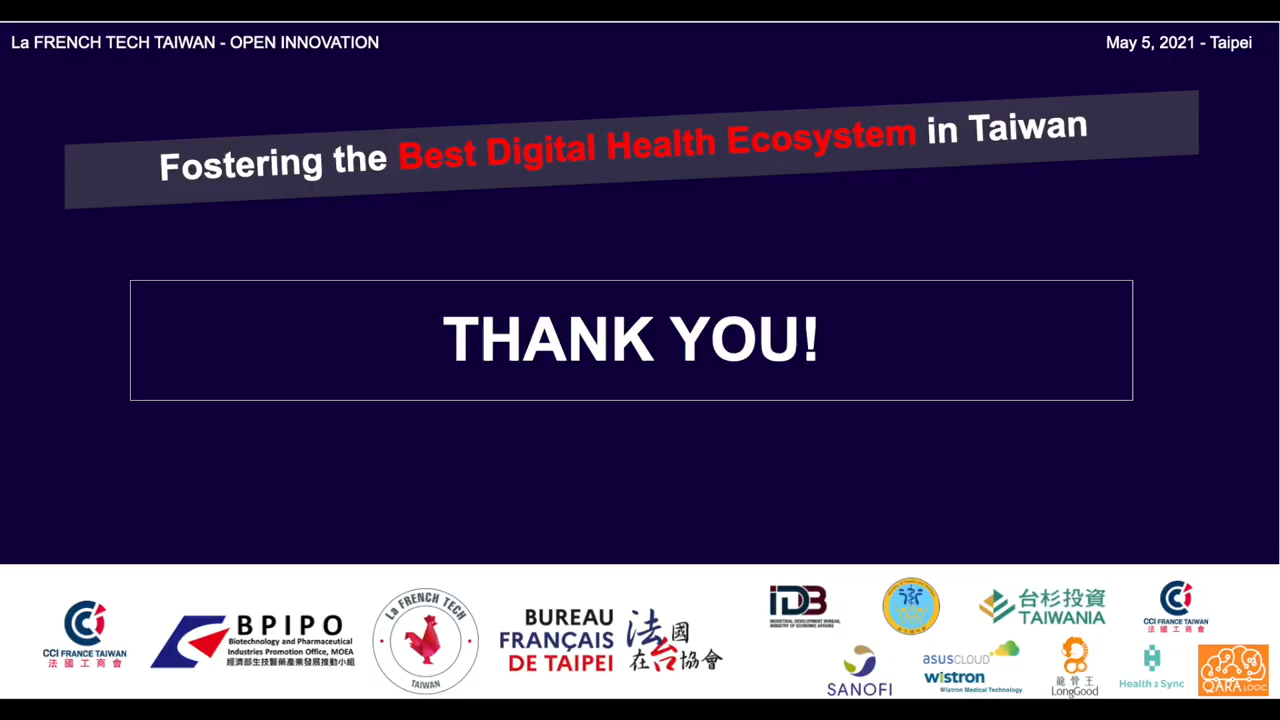 La FRENCH TECH TAIWAN - OPEN INNOVATION
May 5, 2021 - Taipei
Fostering the Best Digital Health Ecosystem in Taiwan
THANK YOU!
CCI FRANCE TAIWAN
法國工商會
BPIPO
Biotechnology and Pharmaceutical
Industries Promotion Office, MOEA
經濟部生技醫藥產業發展推動小組
La FRENCH TECH
TAIWAN
BUREAU
FRANÇAIS
DE TAIPEI
法國
在台協會
IDB
INDUSTRIAL DEVELOPMENT BUREAU,
MINISTRY OF ECONOMIC AFFAIRS
台杉投資
TAIWANIA
CCI FRANCE TAIWAN
法國工商會
SANOFI
ASUSCLOUD
wistron
Wistron Medical Technology
龍骨王
LongGood
Health2Sync
QARALOGIC